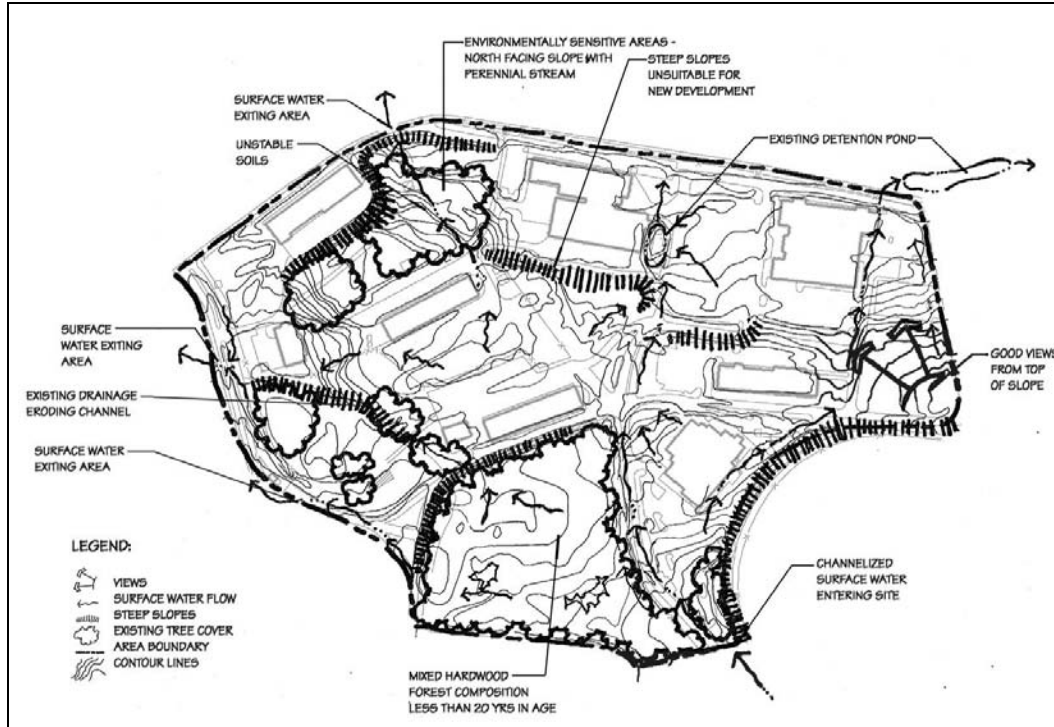 ENVIRONMENTALLY SENSITIVE AREAS -
NORTH FACING SLOPE WITH
PERENNIAL STREAM
STEEP SLOPES
UNSUITABLE FOR
NEW DEVELOPMENT
SURFACE WATER
EXITING AREA
UNSTABLE
SOILS
EXISTING DETENTION POND
SURFACE
WATER EXITING
AREA
GOOD VIEWS
FROM TOP
OF SLOPE
EXISTING DRAINAGE
ERODING CHANNEL
SURFACE WATER
EXITING AREA
LEGEND:
VIEWS
SURFACE WATER FLOW
STEEP SLOPES
EXISTING TREE COVER
AREA BOUNDARY
CONTOUR LINES
CHANNELIZED
SURFACE WATER
ENTERING SITE
MIXED HARDWOOD
FOREST COMPOSITION
LESS THAN 20 YRS IN AGE